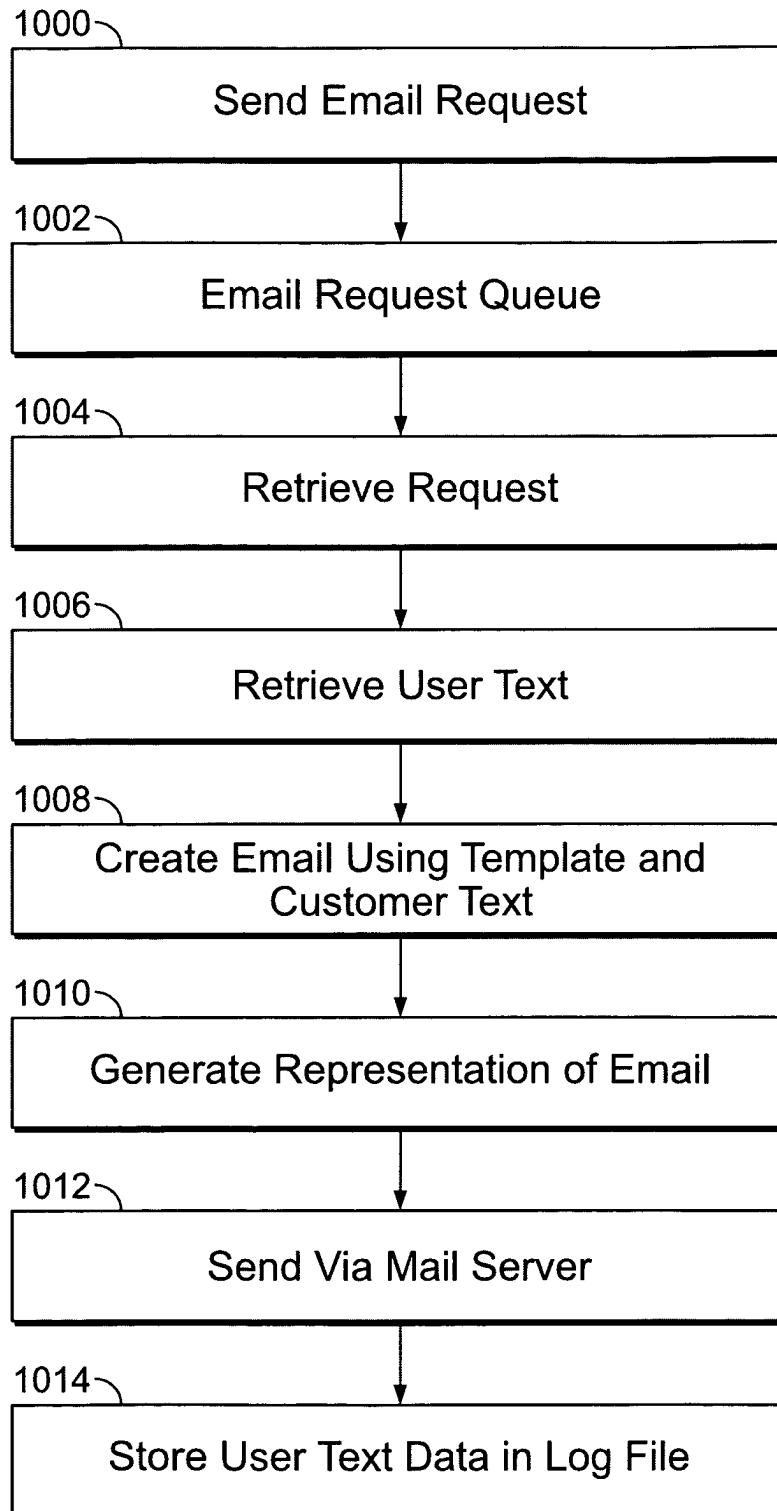 1000
Send Email Request
1002
Email Request Queue
1004
Retrieve Request
1006
Retrieve User Text
1008
Create Email Using Template and
Customer Text
1010
Generate Representation of Email
1012
Send Via Mail Server
1014
Store User Text Data in Log File